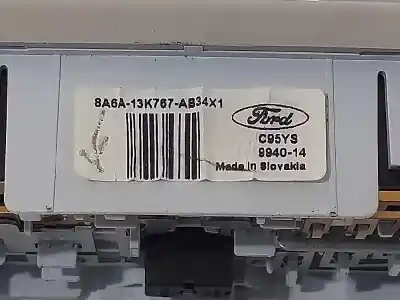 8A6A-13K767-AB34X1
Ford
C95YS
9940-14
Made in Slovakia